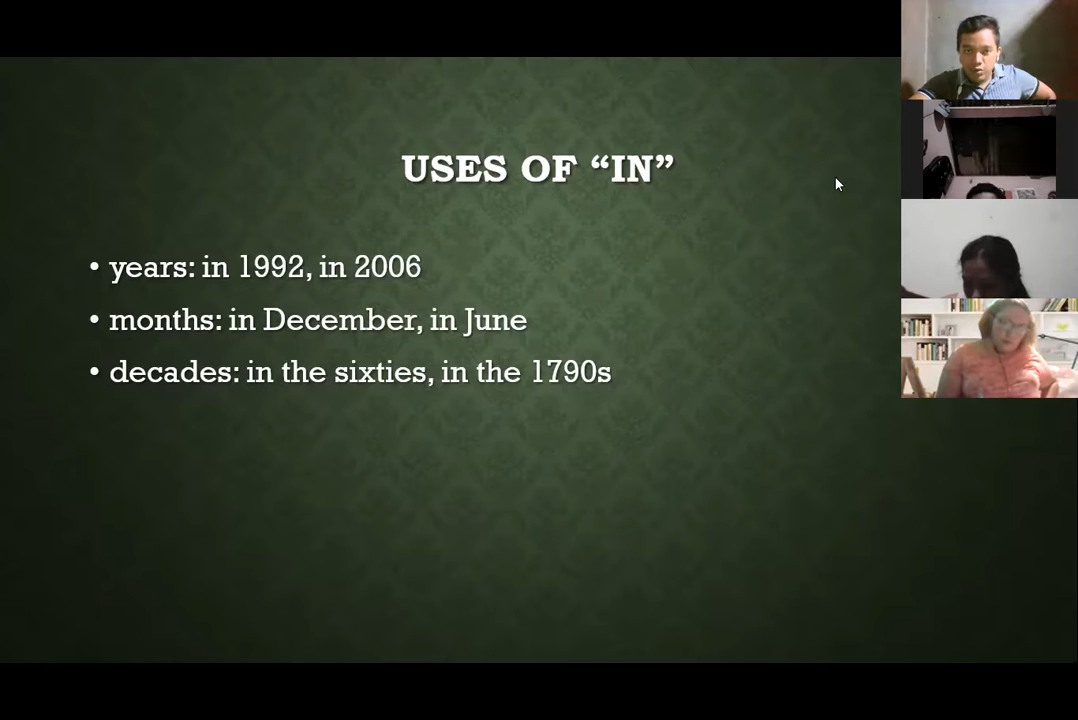 USES OF “IN”
• years: in 1992, in 2006
• months: in December, in June
• decades: in the sixties, in the 1790s